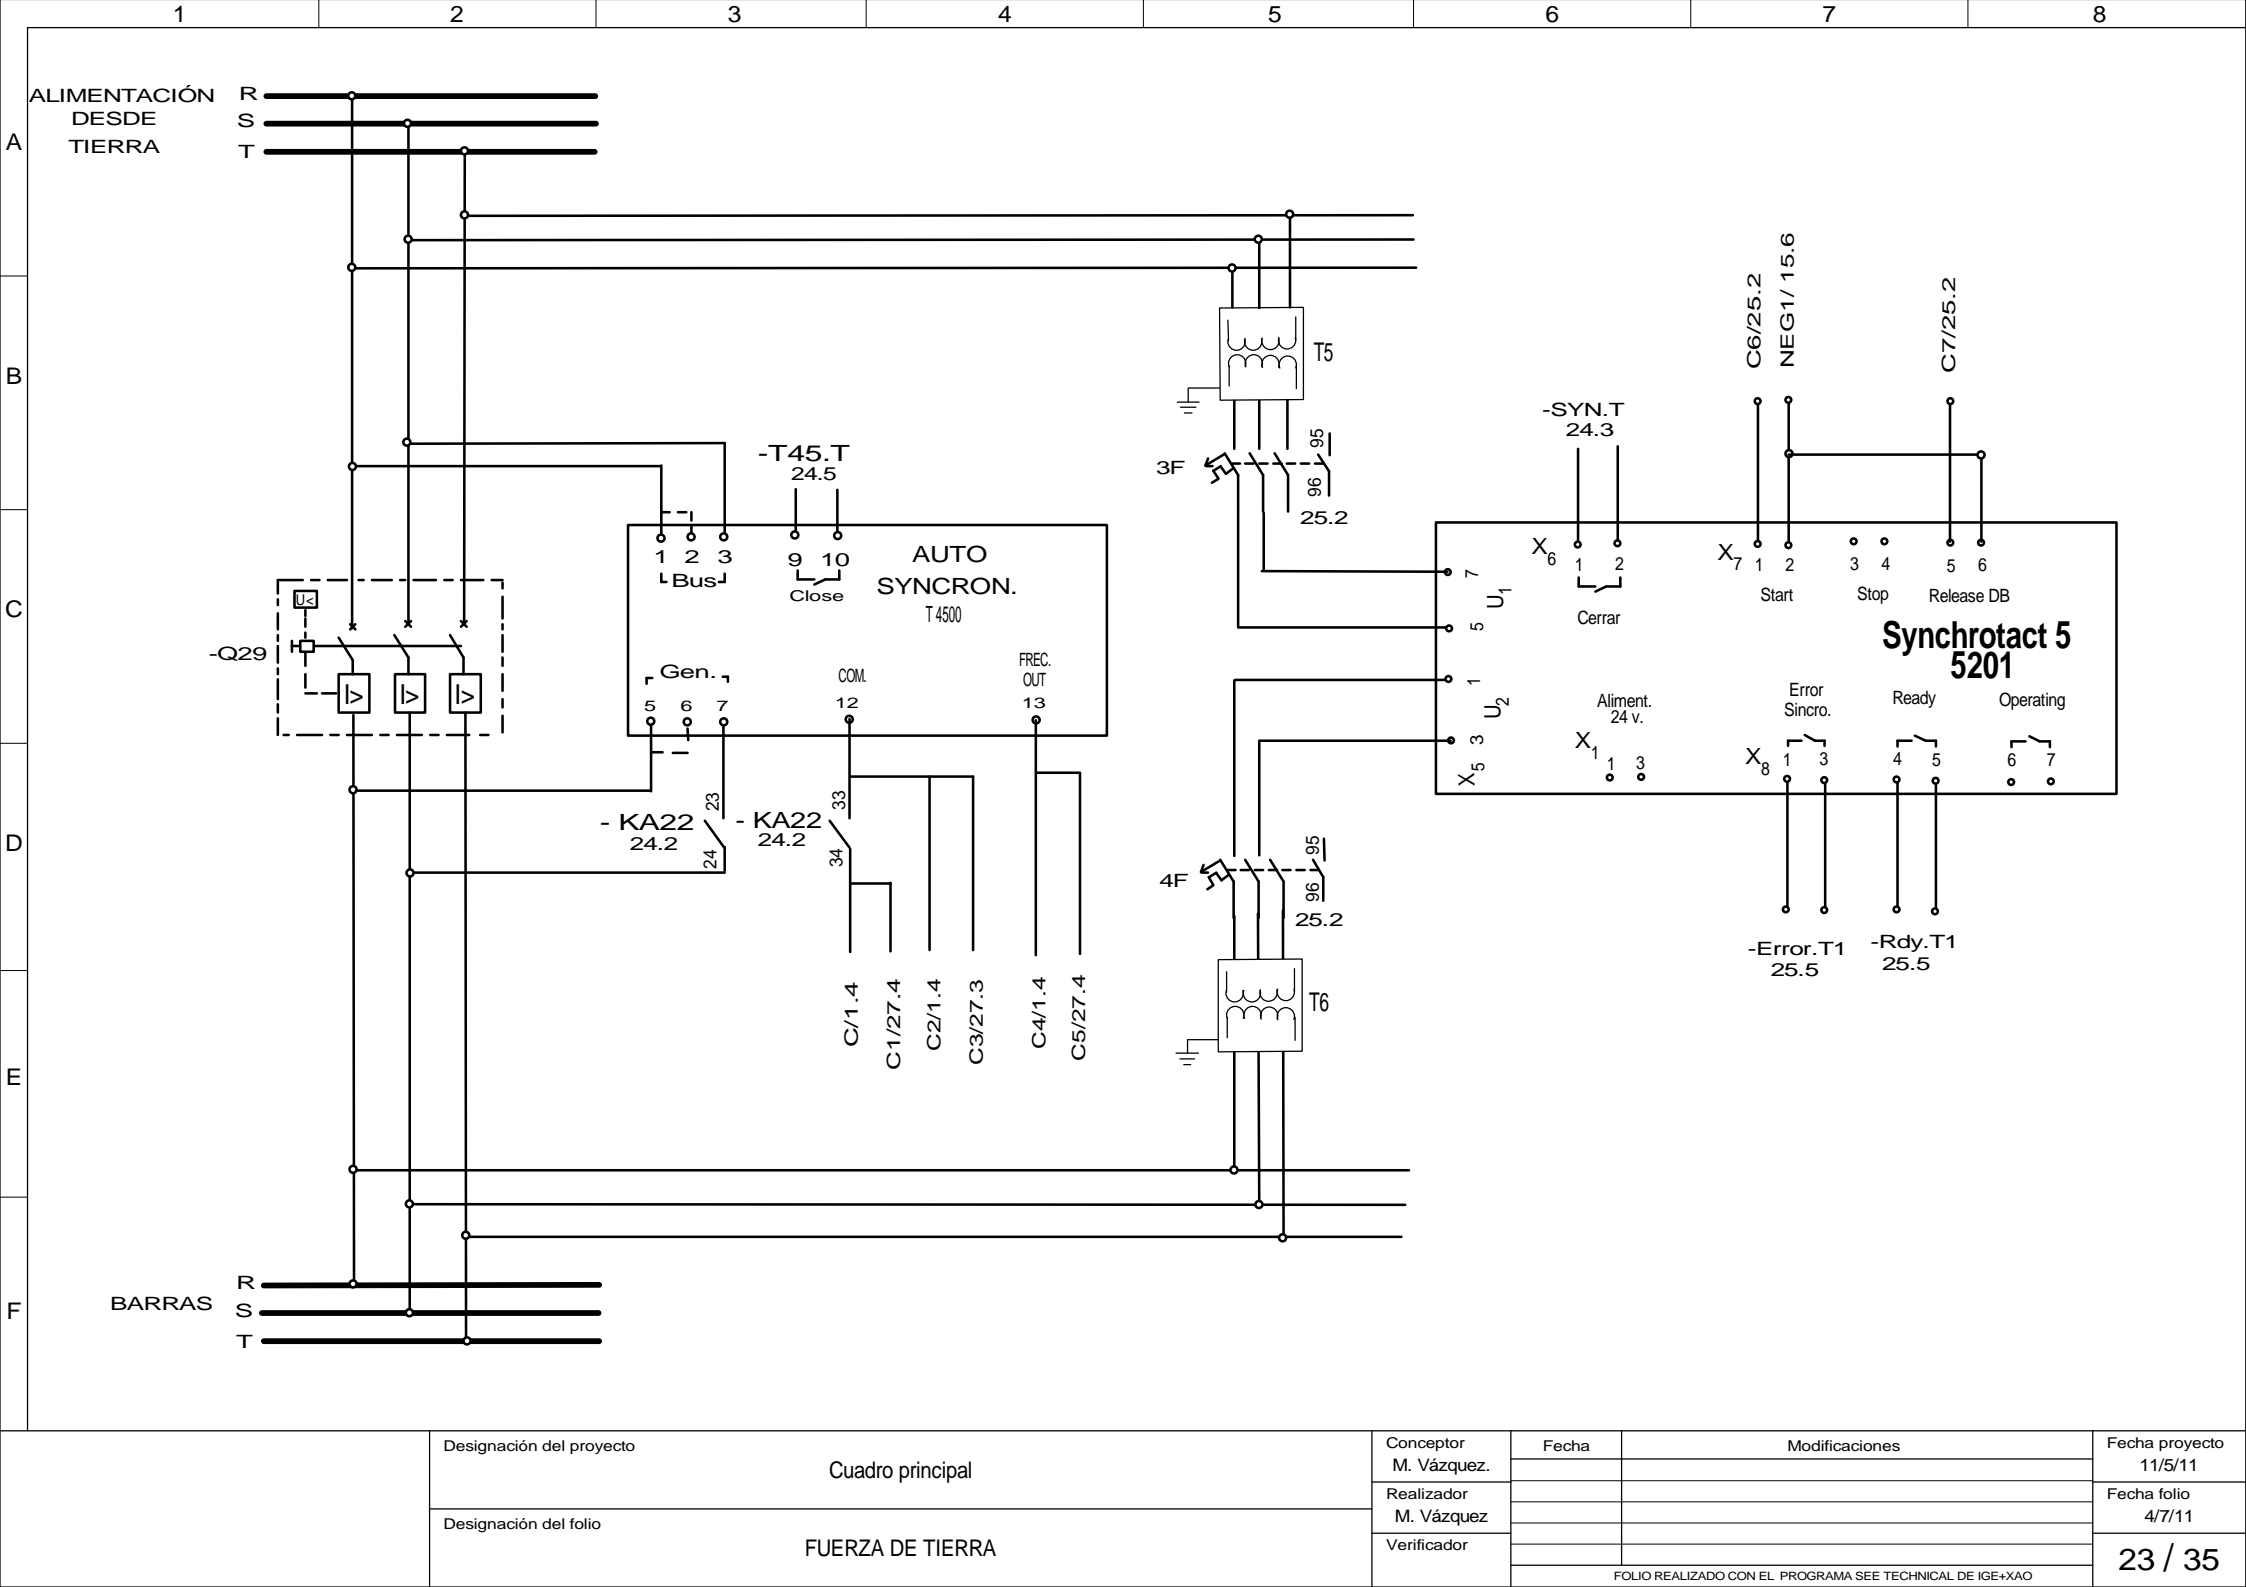 1 2 3 4 5 6 7 8
A
B
C
D
E
F
ALIMENTACIÓN
DESDE
TIERRA
R
S
T
T5
3F
95
96
25.2
-SYN.T
24.3
C6/25.2
NEG1/ 15.6
C7/25.2
-T45.T
24.5
1 2 3
Bus
9 10
Close
AUTO
SYNCRON.
T 4500
Gen.
5 6 7
COM.
12
FREC.
OUT
13
U<
-Q29
I> I> I>
7
U1
5
1
U2
3
X5
X6
1 2
Cerrar
X7
1 2
Start
3 4
Stop
5 6
Release DB
Synchrotact 5
5201
Aliment.
24 v.
X1
1 3
Error
Sincro.
X8
1 3
Ready
4 5
Operating
6 7
-Error.T1
25.5
-Rdy.T1
25.5
- KA22
24.2
23
24
- KA22
24.2
33
34
C/1.4
C1/27.4
C2/1.4
C3/27.3
C4/1.4
C5/27.4
4F
95
96
25.2
T6
BARRAS
R
S
T
Designación del proyecto
Cuadro principal
Designación del folio
FUERZA DE TIERRA
Conceptor
M. Vázquez.
Realizador
M. Vázquez
Verificador
Fecha
Modificaciones
FOLIO REALIZADO CON EL PROGRAMA SEE TECHNICAL DE IGE+XAO
Fecha proyecto
11/5/11
Fecha folio
4/7/11
23 / 35